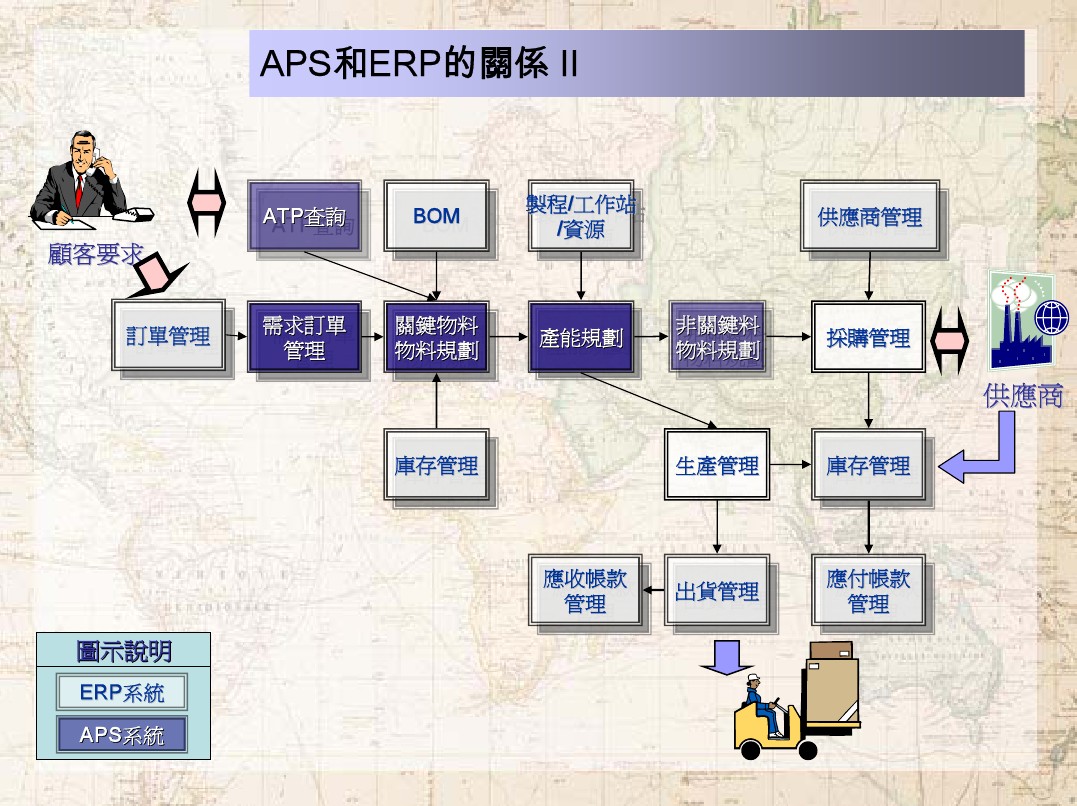 APS和ERP的關係 II
ATP查詢
BOM
製程/工作站
/資源
供應商管理
顧客要求
訂單管理
需求訂單
管理
關鍵物料
物料規劃
產能規劃
非關鍵料
物料規劃
採購管理
供應商
庫存管理
生產管理
庫存管理
應收帳款
管理
出貨管理
應付帳款
管理
圖示說明
ERP系統
APS系統